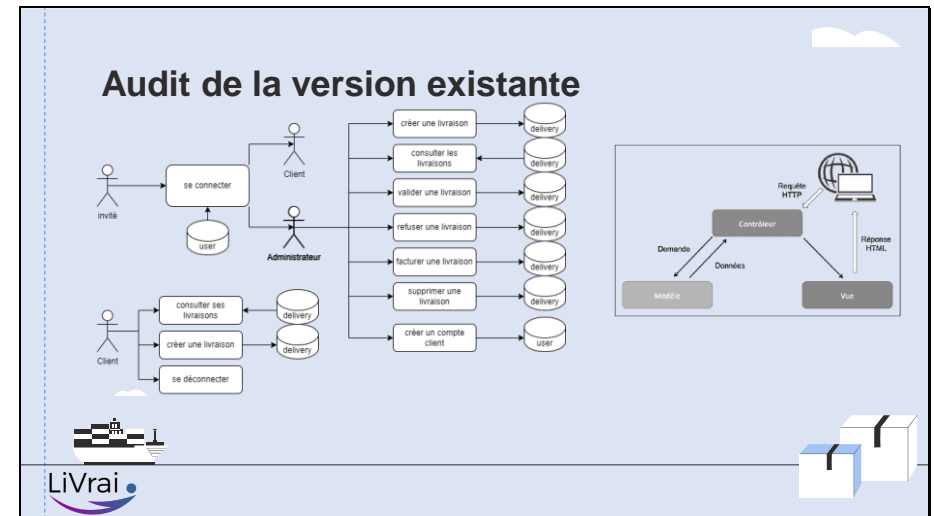 Audit de la version existante
invité
se connecter
user
Client
Administrateur
créer une livraison
delivery
consulter les
livraisons
delivery
valider une livraison
delivery
refuser une livraison
delivery
facturer une livraison
delivery
supprimer une
livraison
delivery
créer un compte
client
user
Client
consulter ses
livraisons
delivery
créer une livraison
delivery
se déconnecter
Requête
HTTP
Contrôleur
Demande
Données
Réponse
HTML
Modèle
Vue
LiVrai